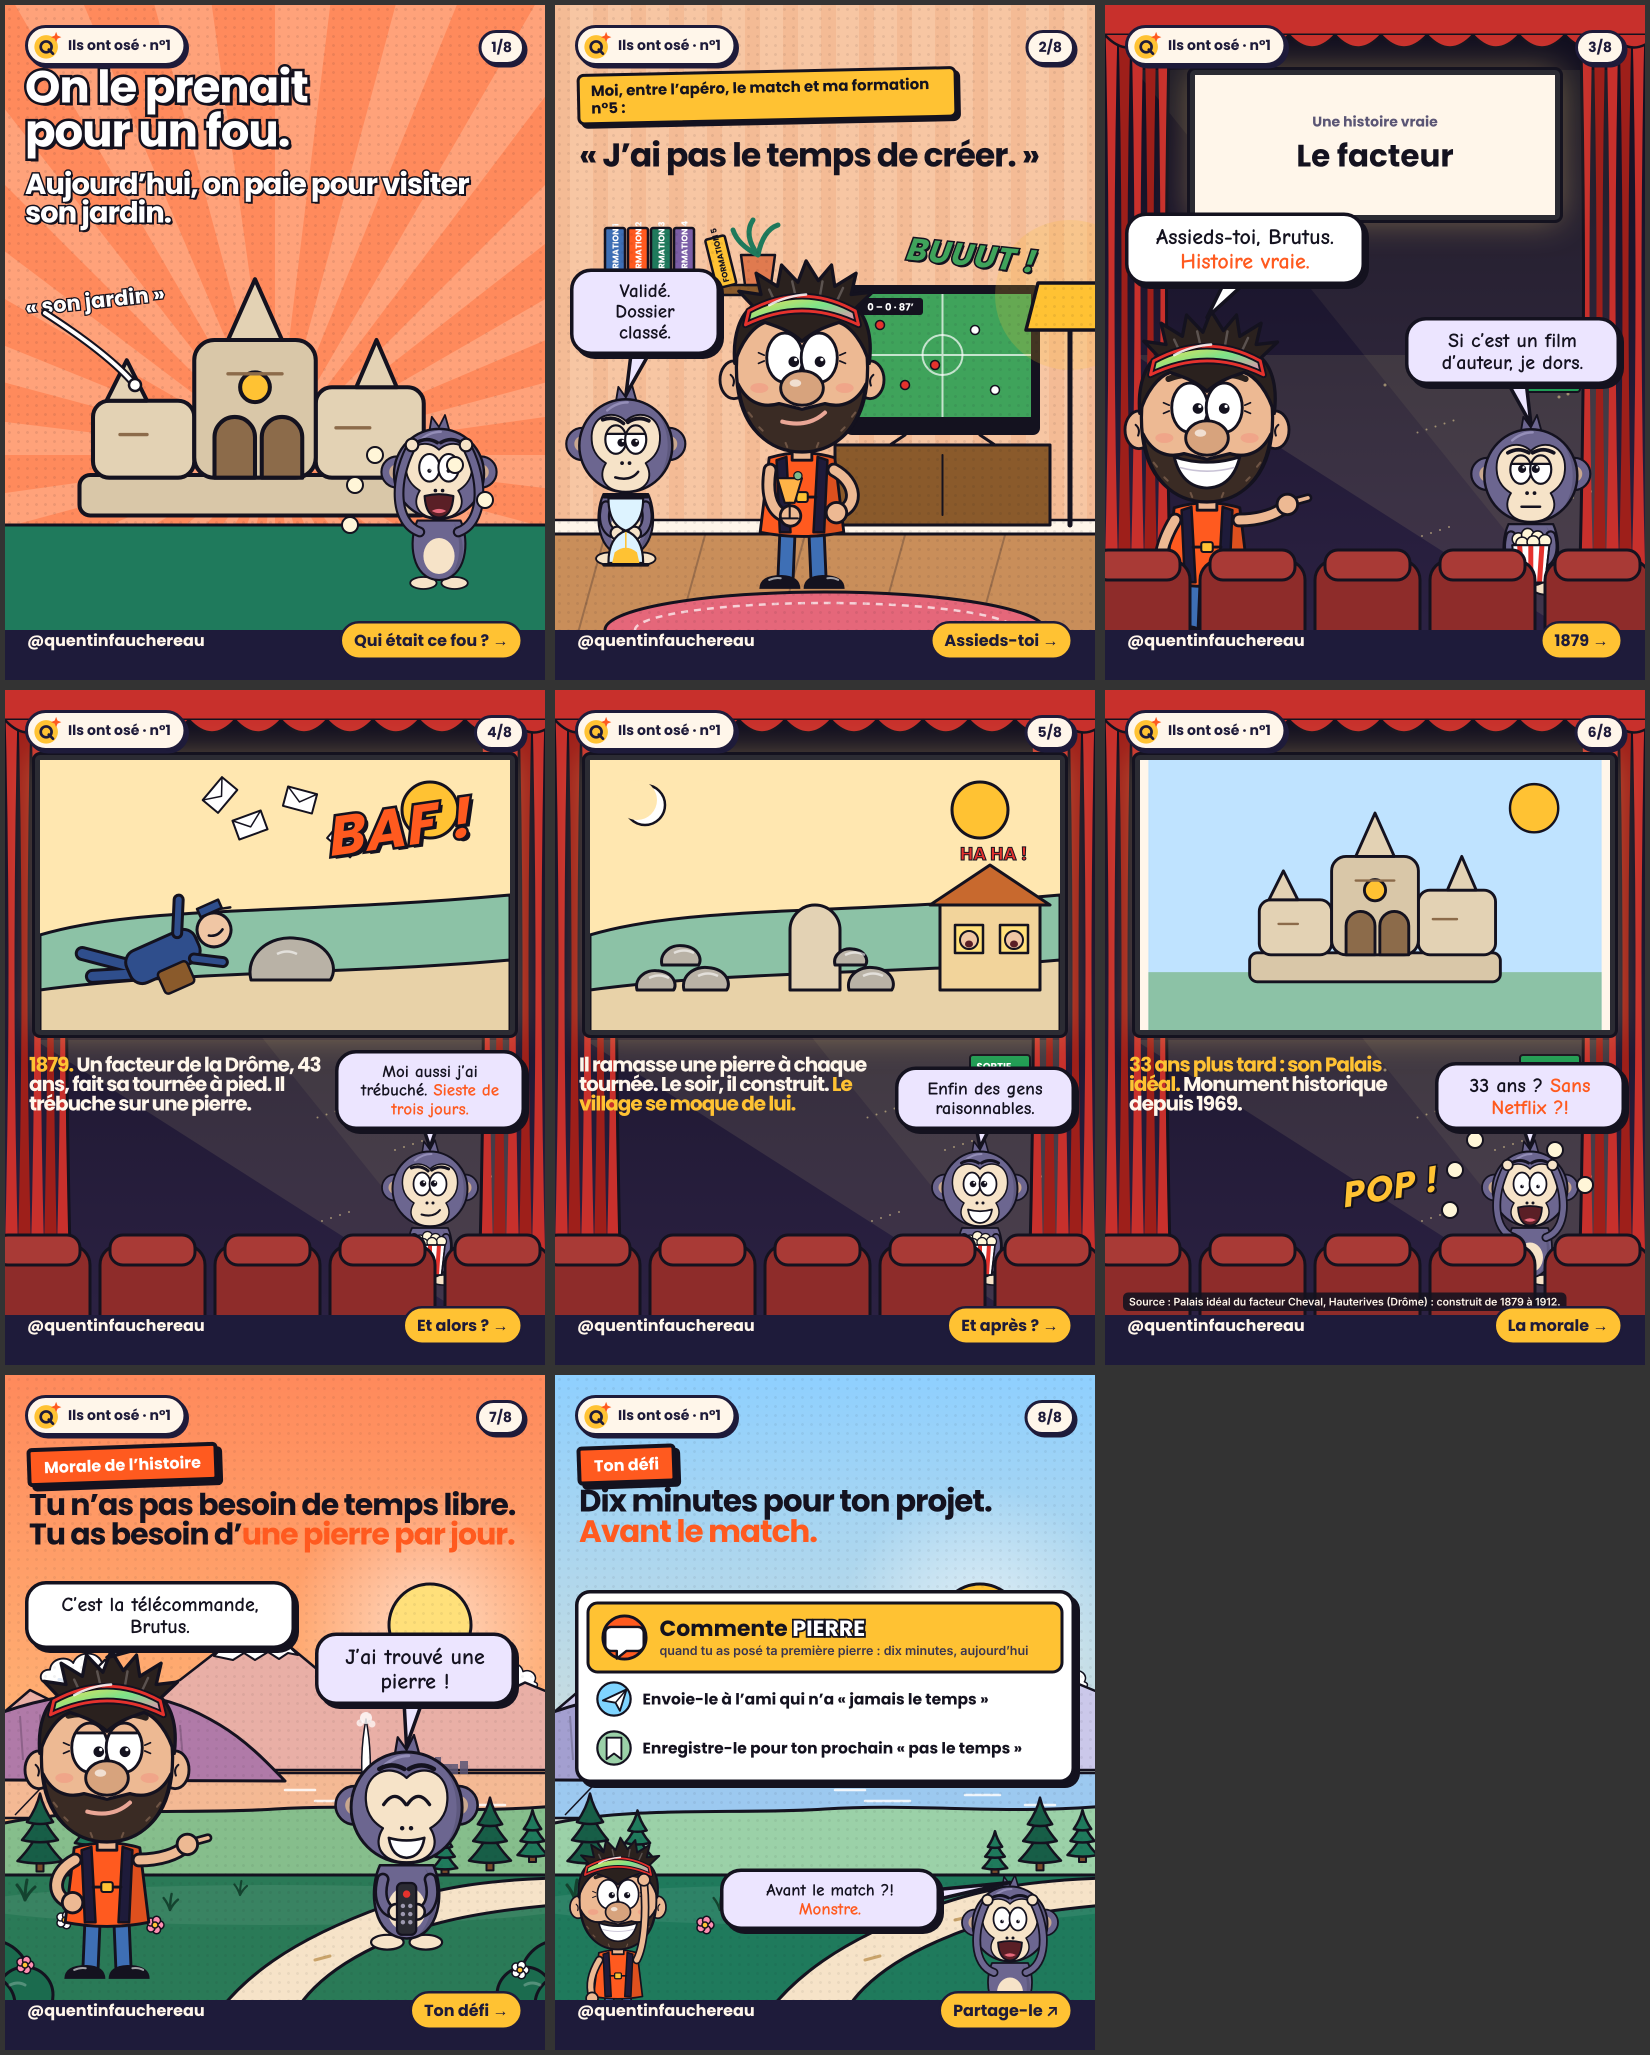 Q Ils ont osé · n°1
1/8
On le prenait
pour un fou.
Aujourd’hui, on paie pour visiter
son jardin.
« son jardin »
@quentinfauchereau
Qui était ce fou ? →
Q Ils ont osé · n°1
2/8
Moi, entre l’apéro, le match et ma formation
n°5 :
« J’ai pas le temps de créer. »
FORMATION 5
BUUUT !
0 – 0 · 87’
Validé.
Dossier
classé.
@quentinfauchereau
Assieds-toi →
Q Ils ont osé · n°1
3/8
Une histoire vraie
Le facteur
Assieds-toi, Brutus.
Histoire vraie.
Si c’est un film
d’auteur, je dors.
@quentinfauchereau
1879 →
Q Ils ont osé · n°1
4/8
BAF !
1879. Un facteur de la Drôme, 43
ans, fait sa tournée à pied. Il
trébuche sur une pierre.
Moi aussi j’ai
trébuché. Sieste de
trois jours.
@quentinfauchereau
Et alors ? →
Q Ils ont osé · n°1
5/8
HA HA !
Il ramasse une pierre à chaque
tournée. Le soir, il construit. Le
village se moque de lui.
SORTIE
Enfin des gens
raisonnables.
@quentinfauchereau
Et après ? →
Q Ils ont osé · n°1
6/8
33 ans plus tard : son Palais
idéal. Monument historique
depuis 1969.
33 ans ? Sans
Netflix ?!
POP !
Source : Palais idéal du facteur Cheval, Hauterives (Drôme) : construit de 1879 à 1912.
@quentinfauchereau
La morale →
Q Ils ont osé · n°1
7/8
Morale de l’histoire
Tu n’as pas besoin de temps libre.
Tu as besoin d’une pierre par jour.
C’est la télécommande,
Brutus.
J’ai trouvé une
pierre !
@quentinfauchereau
Ton défi →
Q Ils ont osé · n°1
8/8
Ton défi
Dix minutes pour ton projet.
Avant le match.
Commente PIERRE
quand tu as posé ta première pierre : dix minutes, aujourd’hui
Envoie-le à l’ami qui n’a « jamais le temps »
Enregistre-le pour ton prochain « pas le temps »
Avant le match ?!
Monstre.
@quentinfauchereau
Partage-le ↗